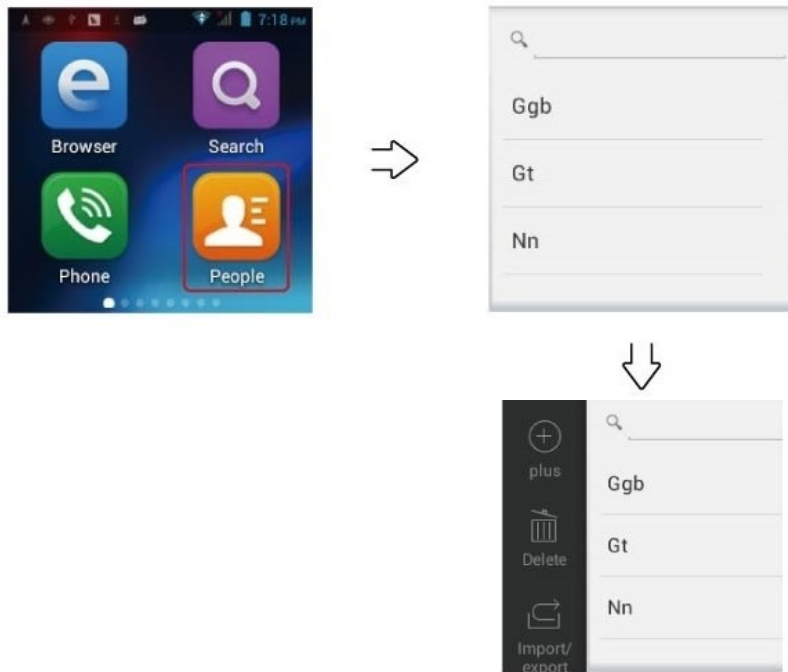 7:18 PM
Browser
Search
Phone
People
Ggb
Gt
Nn
plus
Delete
Import/
export
Ggb
Gt
Nn